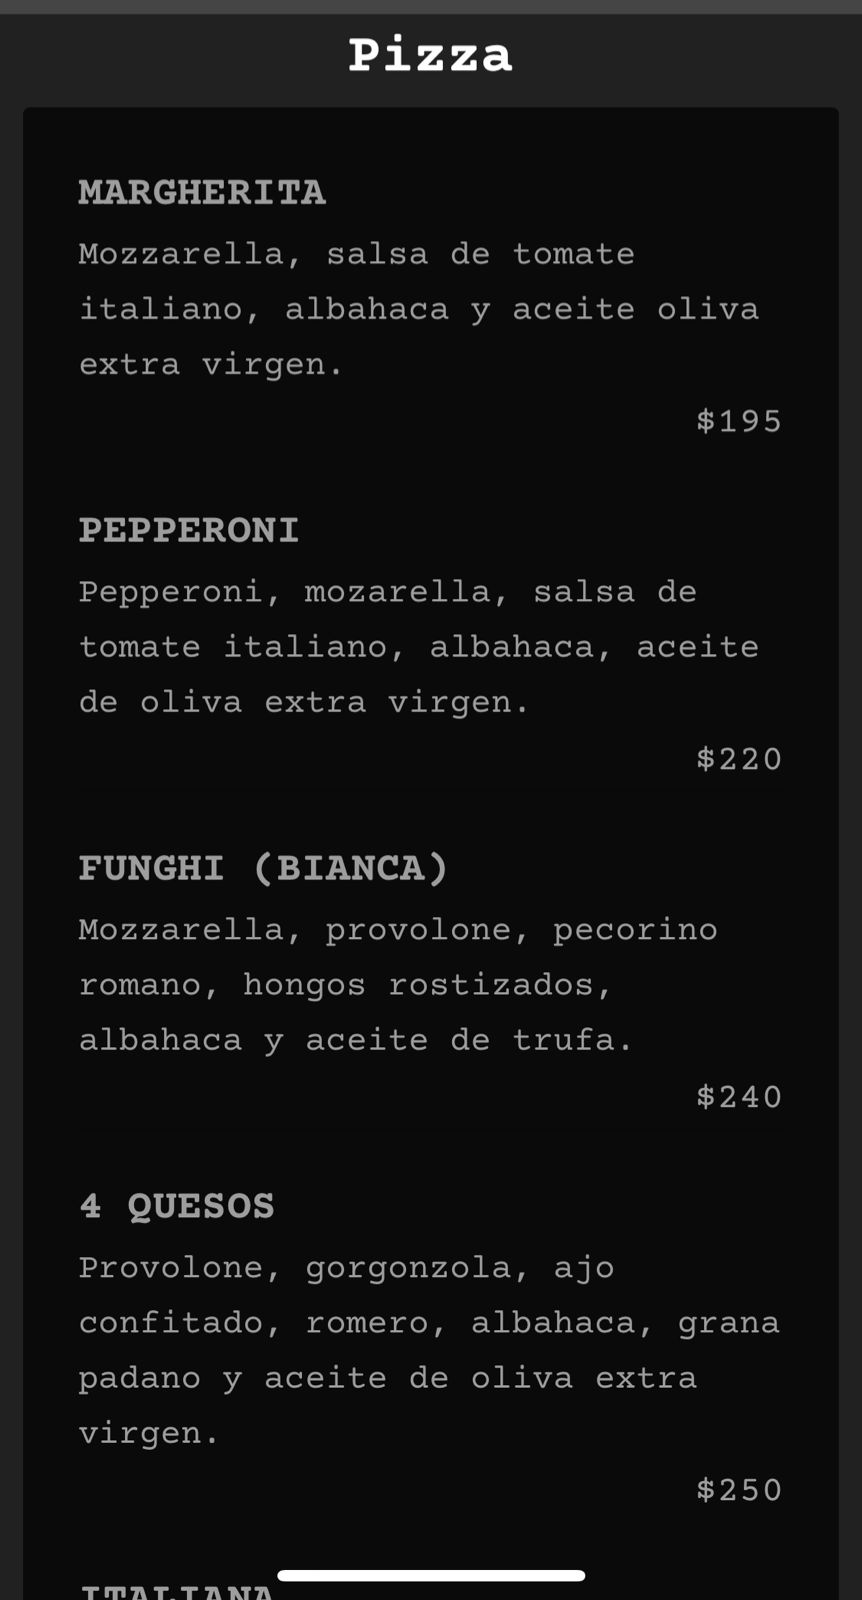 Pizza
MARGHERITA
Mozzarella, salsa de tomate
italiano, albahaca y aceite oliva
extra virgen.
$195
PEPPERONI
Pepperoni, mozarella, salsa de
tomate italiano, albahaca, aceite
de oliva extra virgen.
$220
FUNGHI (BIANCA)
Mozzarella, provolone, pecorino
romano, hongos rostizados,
albahaca y aceite de trufa.
$240
4 QUESOS
Provolone, gorgonzola, ajo
confitado, romero, albahaca, grana
padano y aceite de oliva extra
virgen.
$250
ITALIANA